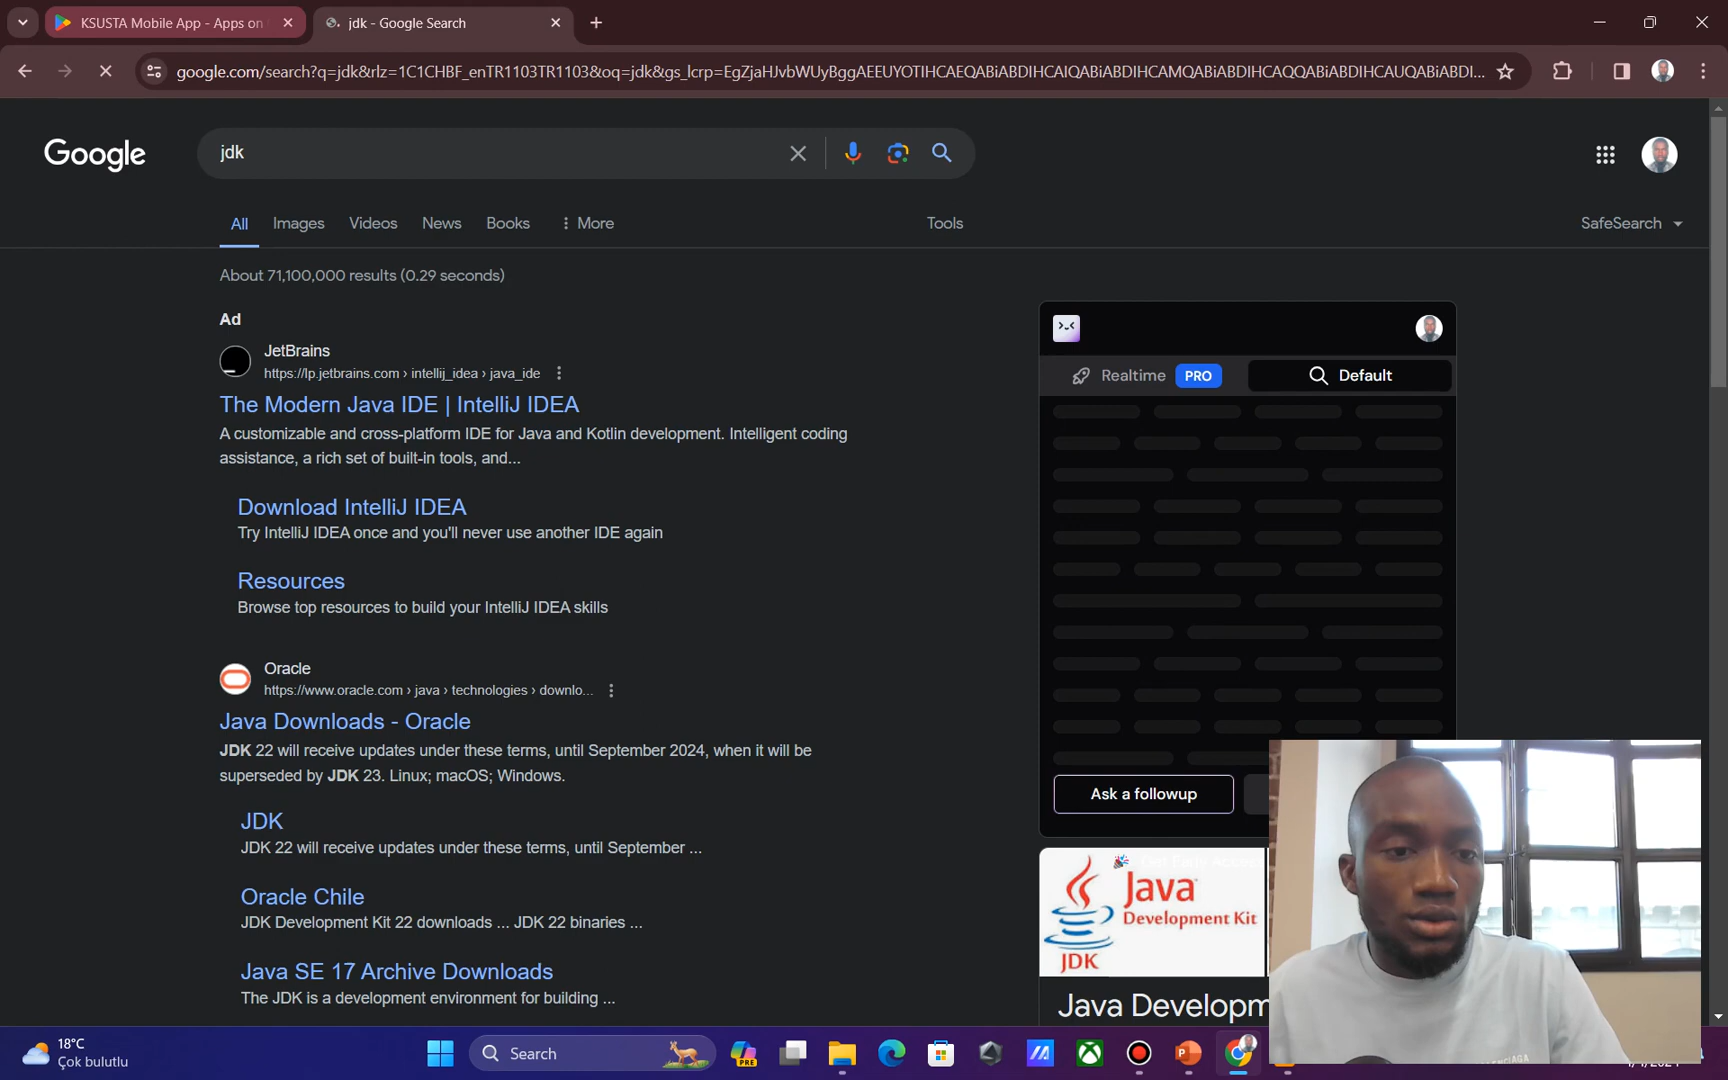 KSUSTA Mobile App - Apps on
jdk - Google Search
google.com/search?q=jdk&rlz=1C1CHBF_enTR1103TR1103&oq=jdk&gs_lcrp=EgZjaHJvbWUyBggAEEUYOTIHCAEQABiABDIHCAIQABiABDIHCAMQABiABDIHCAQQABiABDIHCAUQABiABDI...
Google
jdk
All Images Videos News Books More Tools SafeSearch
About 71,100,000 results (0.29 seconds)
Ad
JetBrains
https://lp.jetbrains.com › intellij_idea › java_ide
The Modern Java IDE | IntelliJ IDEA
A customizable and cross-platform IDE for Java and Kotlin development. Intelligent coding
assistance, a rich set of built-in tools, and...
Download IntelliJ IDEA
Try IntelliJ IDEA once and you'll never use another IDE again
Resources
Browse top resources to build your IntelliJ IDEA skills
Oracle
https://www.oracle.com › java › technologies › downlo...
Java Downloads - Oracle
JDK 22 will receive updates under these terms, until September 2024, when it will be
superseded by JDK 23. Linux; macOS; Windows.
JDK
JDK 22 will receive updates under these terms, until September ...
Oracle Chile
JDK Development Kit 22 downloads ... JDK 22 binaries ...
Java SE 17 Archive Downloads
The JDK is a development environment for building ...
Realtime PRO
Default
Ask a followup
Java
Development Kit
JDK
Java Developm
18°C
Çok bulutlu
Search
PRE